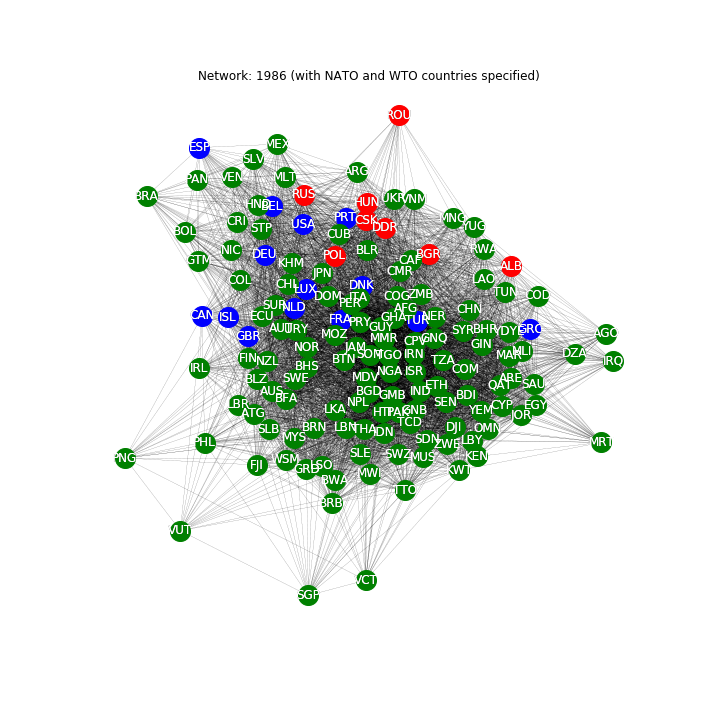 Network: 1986 (with NATO and WTO countries specified)
ROU
ESP
MEX
SLV
ARG
PAN
VEN
MLT
BRA
RUS
HND
BEL
HUN
UKR
VNM
PRT
CSK
DDR
MNG
YUG
CRI
STP
USA
CUB
BOL
NIC
DEU
POL
BLR
CAF
BGR
RWA
GTM
KHM
JPN
CMR
ALB
COL
CHL
LUX
DNK
LAO
TUN
COD
DOM
ITA
COG
ZMB
SUR
NLD
PER
AFG
CHN
CAN
ISL
ECU
FRA
PRY
GHA
TUR
NER
GUY
SYR
BHR
YDYE
GRC
AGO
GBR
AUT
URY
MOZ
MMR
CPV
GNQ
GIN
NOR
JAM
MLI
DZA
IRQ
FIN
NZL
BHS
BTN
SOM
TGO
IRN
TZA
MAR
IRL
BLZ
SWE
MDV
NGA
ISR
COM
ARE
QAT
SAU
AUS
BFA
BGD
GMB
IND
ETH
BDI
LBR
ATG
LKA
NPL
HTI
PAK
GNB
SEN
YEM
CYP
EGY
JOR
SLB
BRN
LBN
THA
IDN
TCD
DJI
OMN
PHL
MYS
SDN
ZWE
LBY
MRT
PNG
FJI
WSM
GRD
LSO
SLE
SWZ
MUS
KEN
KWT
BWA
MWI
TTO
BRB
VUT
SGP
VCT